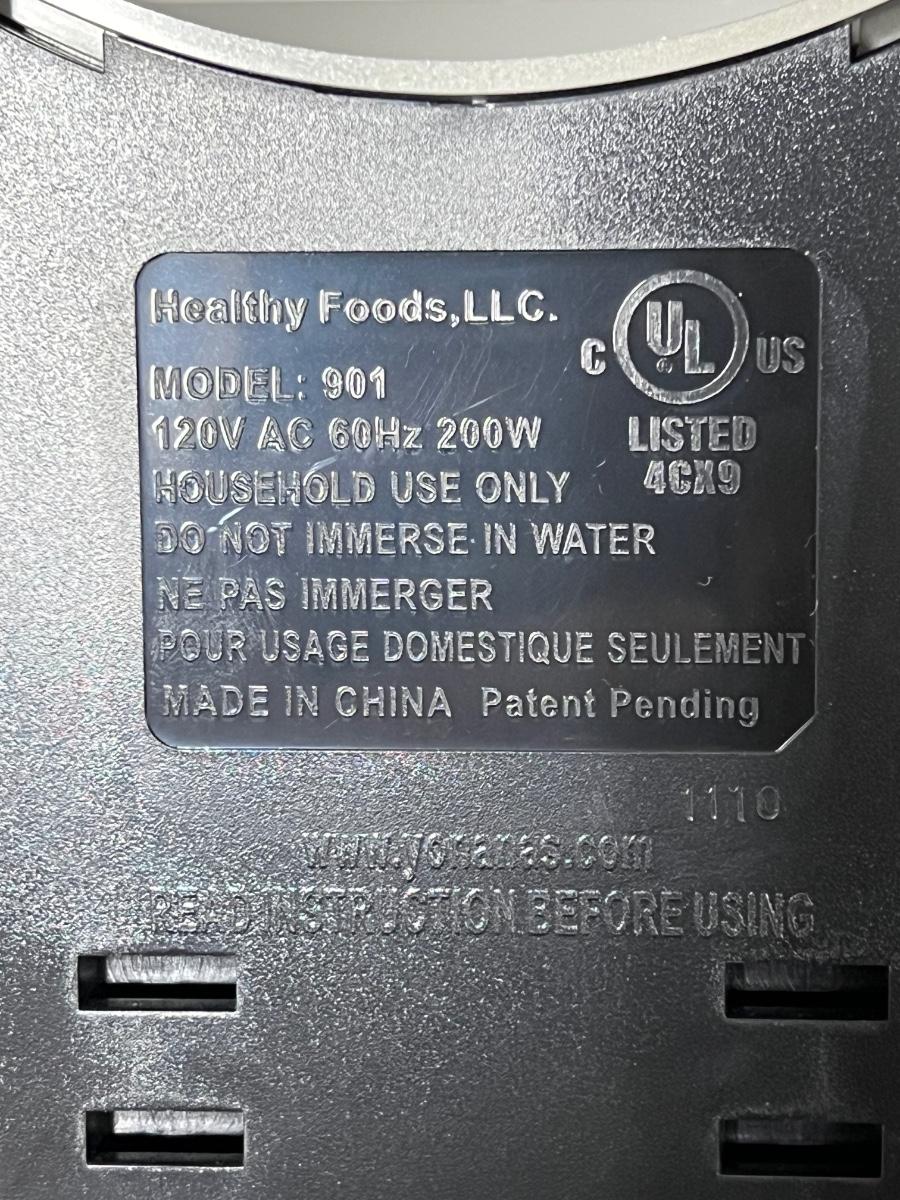 Healthy Foods,LLC.
C UL® US
MODEL: 901
120V AC 60Hz 200W
LISTED
HOUSEHOLD USE ONLY
4CX9
DO NOT IMMERSE IN WATER
NE PAS IMMERGER
POUR USAGE DOMESTIQUE SEULEMENT
MADE IN CHINA Patent Pending
1110
www.yonanas.com
READ INSTRUCTION BEFORE USING